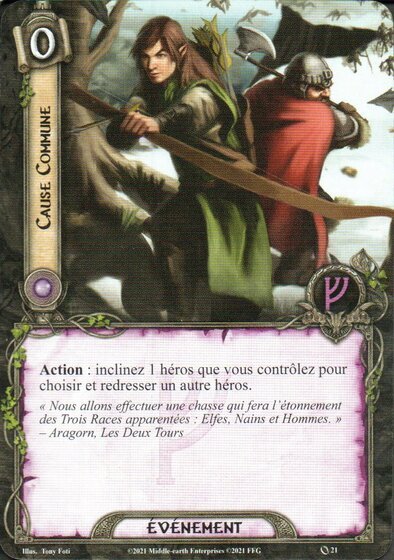 0
CAUSE COMMUNE
Action : inclinez 1 héros que vous contrôlez pour
choisir et redresser un autre héros.
« Nous allons effectuer une chasse qui fera l'étonnement
des Trois Races apparentées : Elfes, Nains et Hommes. »
– Aragorn, Les Deux Tours
ÉVÉNEMENT
Illus. Tony Foti
©2021 Middle-earth Enterprises ©2021 FFG
21